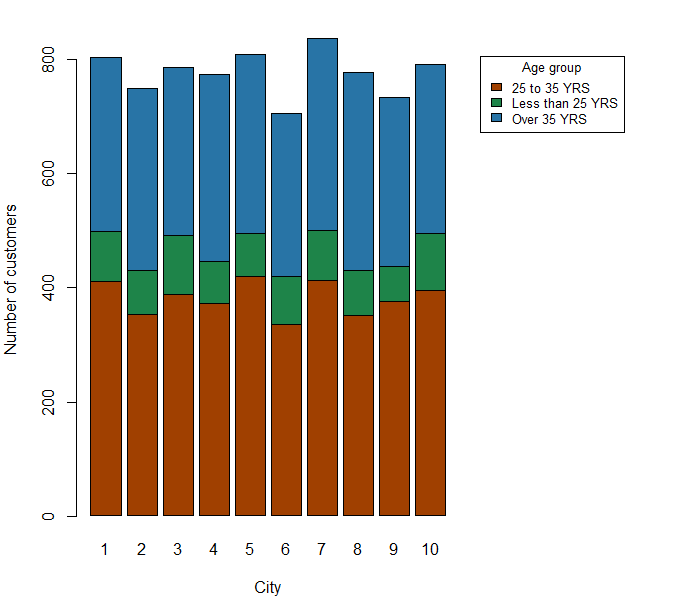 Number of customers
800
600
400
200
0
1 2 3 4 5 6 7 8 9 10
City
Age group
25 to 35 YRS
Less than 25 YRS
Over 35 YRS